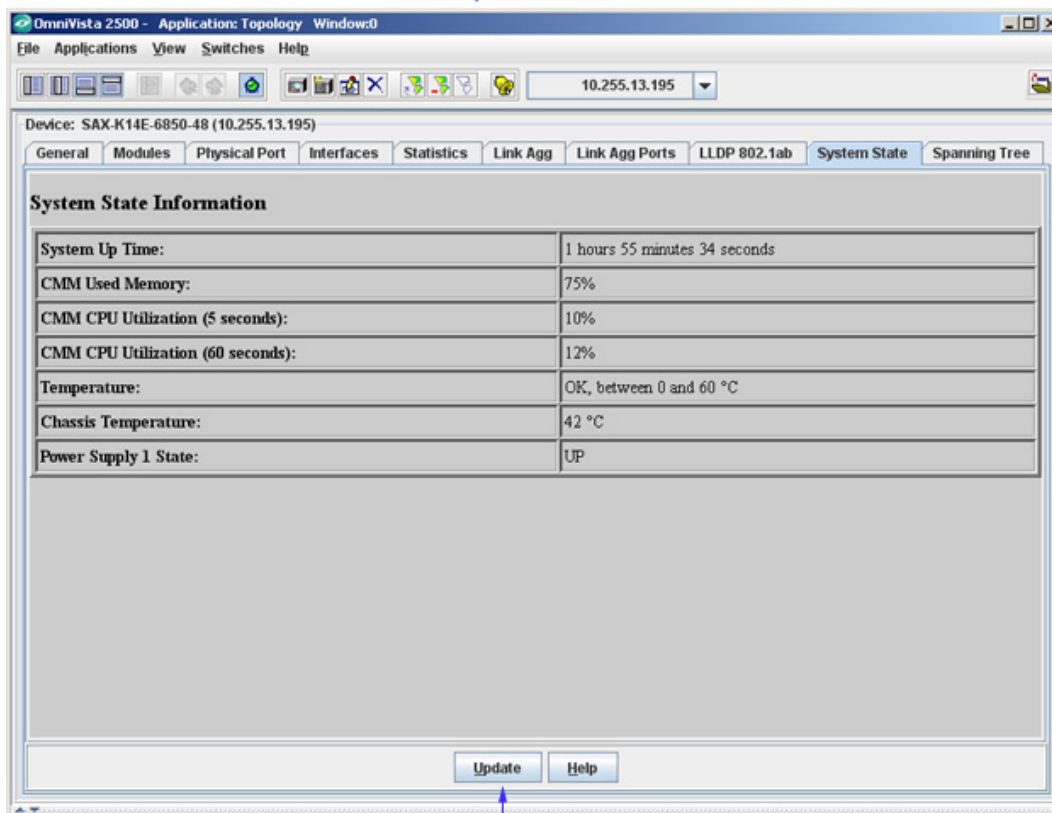 OmniVista 2500 - Application: Topology Window:0
File Applications View Switches Help
10.255.13.195
Device: SAX-K14E-6850-48 (10.255.13.195)
General Modules Physical Port Interfaces Statistics Link Agg Link Agg Ports LLDP 802.1ab System State Spanning Tree
System State Information
System Up Time: 1 hours 55 minutes 34 seconds
CMM Used Memory: 75%
CMM CPU Utilization (5 seconds): 10%
CMM CPU Utilization (60 seconds): 12%
Temperature: OK, between 0 and 60 °C
Chassis Temperature: 42 °C
Power Supply 1 State: UP
Update Help